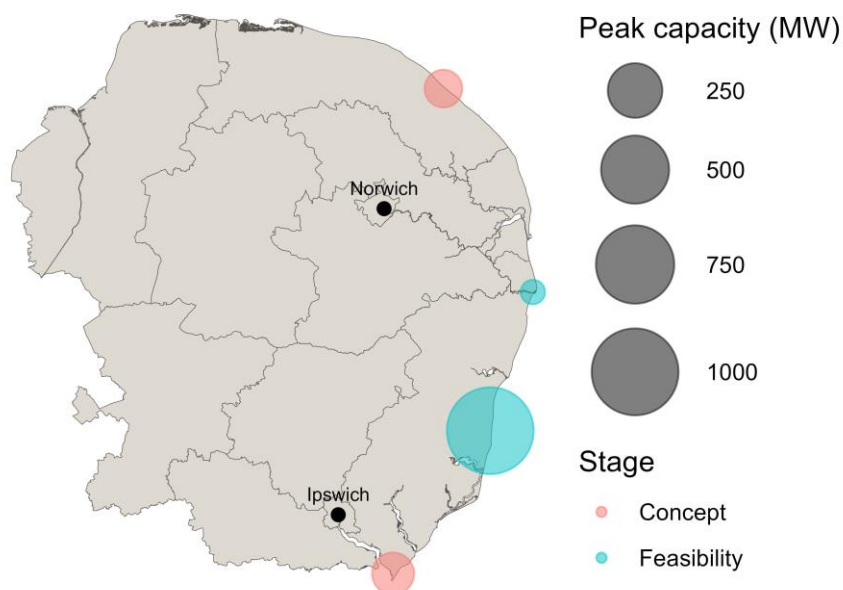 Peak capacity (MW)
250
500
750
1000
Stage
Concept
Feasibility
Norwich
Ipswich